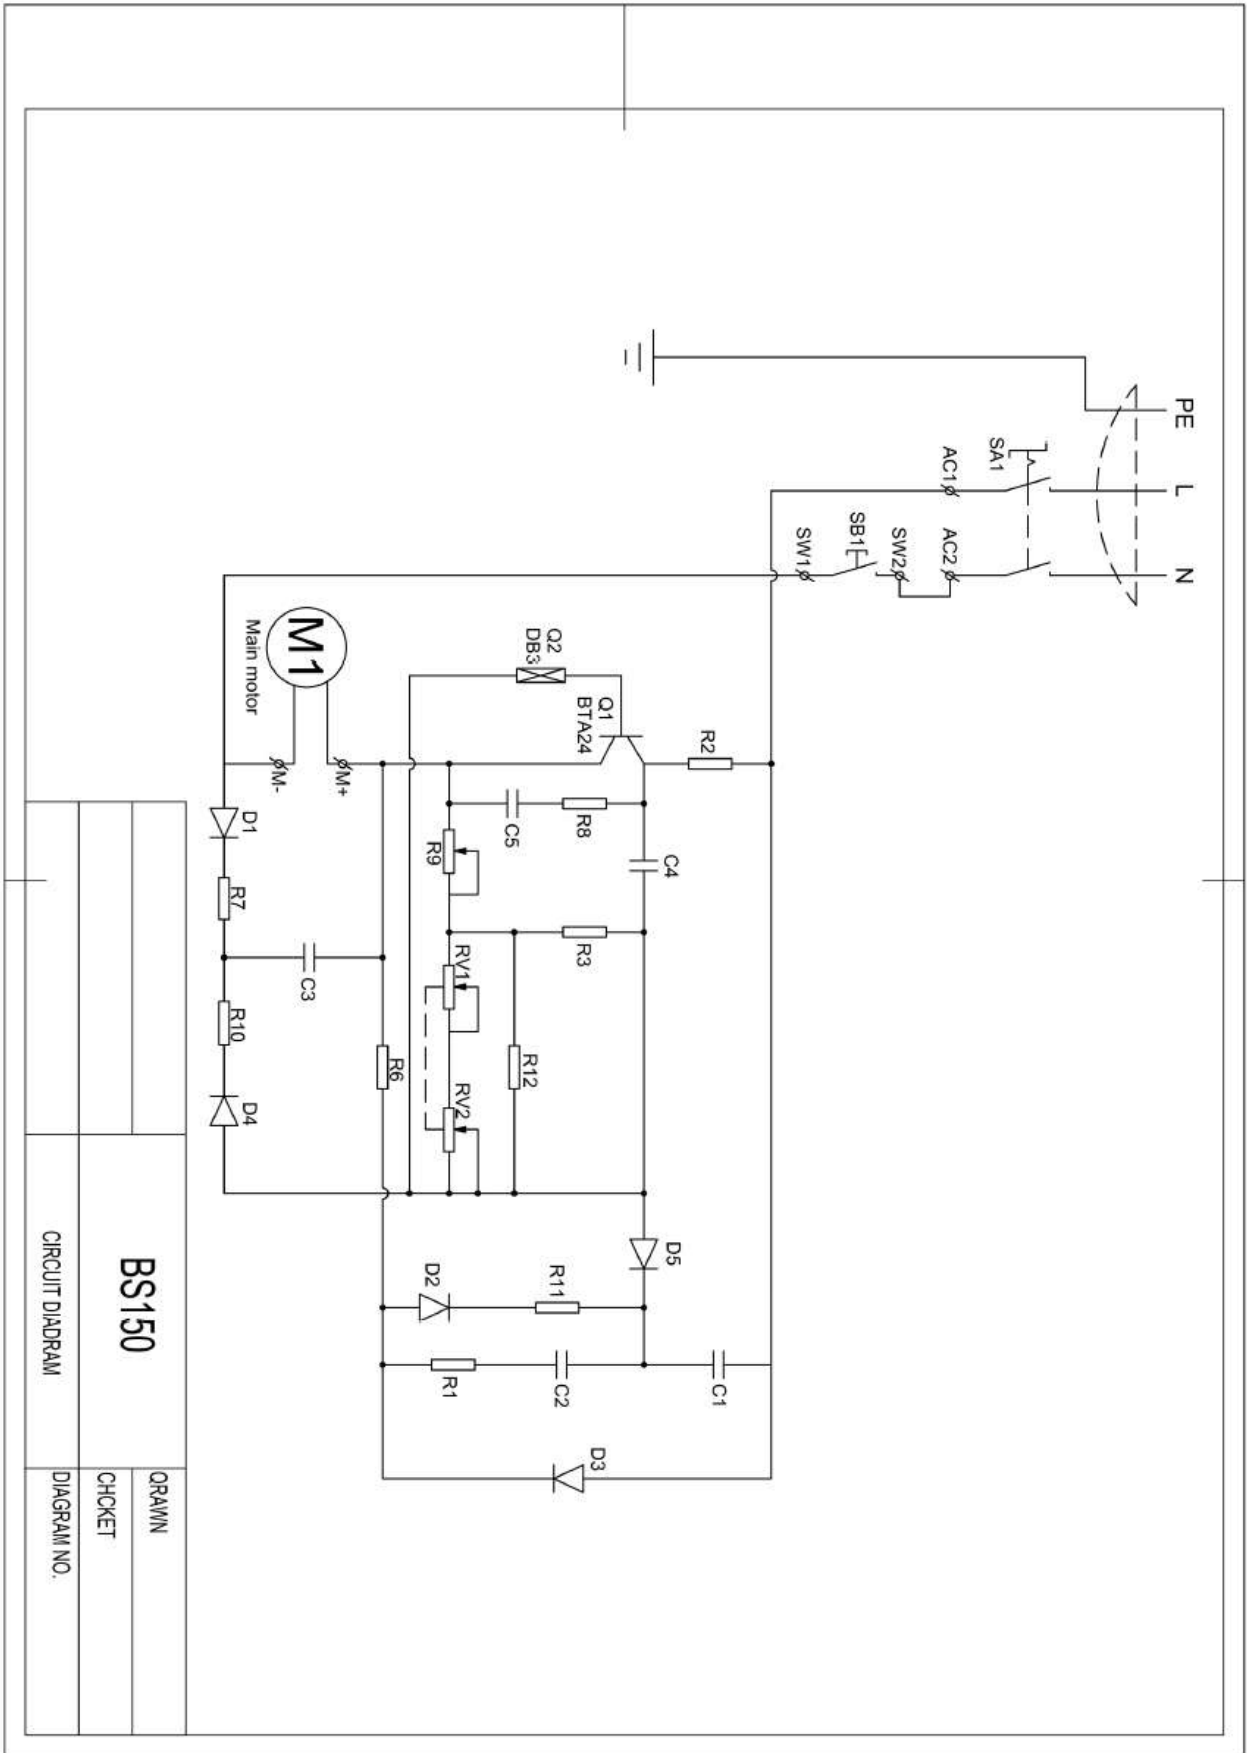 PE
L
N
SA1
AC1
AC2
SW2
SB1
SW1
Q2
DB3
Q1
BTA24
R2
R8
C5
C4
R9
R3
RV1
RV2
R12
M1
Main motor
M+
M-
D1
R7
C3
R10
D4
R6
D5
D2
R11
R1
C2
C1
D3
BS150
CIRCUIT DIADRAM
QRAWN
CHCKET
DIAGRAM NO.